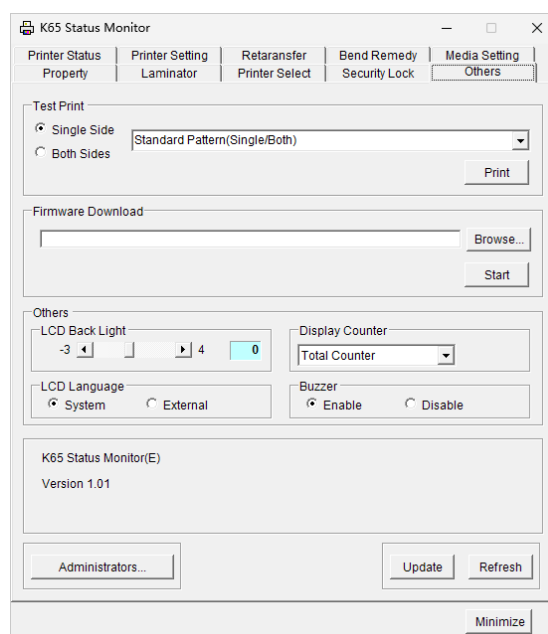 K65 Status Monitor
Printer Status Printer Setting Retaransfer Bend Remedy Media Setting
Property Laminator Printer Select Security Lock Others
Test Print
Single Side
Standard Pattern(Single/Both)
Both Sides
Print
Firmware Download
Browse...
Start
Others
LCD Back Light Display Counter
-3 4 0 Total Counter
LCD Language Buzzer
System External Enable Disable
K65 Status Monitor(E)
Version 1.01
Administrators... Update Refresh
Minimize